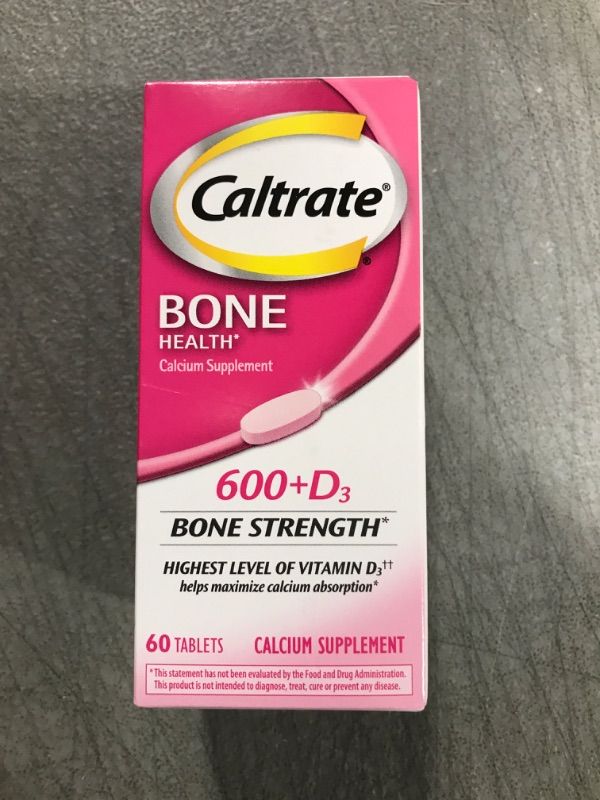 Caltrate®
®
BONE
HEALTH*
Calcium Supplement
600+D3
BONE STRENGTH*
HIGHEST LEVEL OF VITAMIN D3††
helps maximize calcium absorption*
60 TABLETS CALCIUM SUPPLEMENT
*This statement has not been evaluated by the Food and Drug Administration.
This product is not intended to diagnose, treat, cure or prevent any disease.